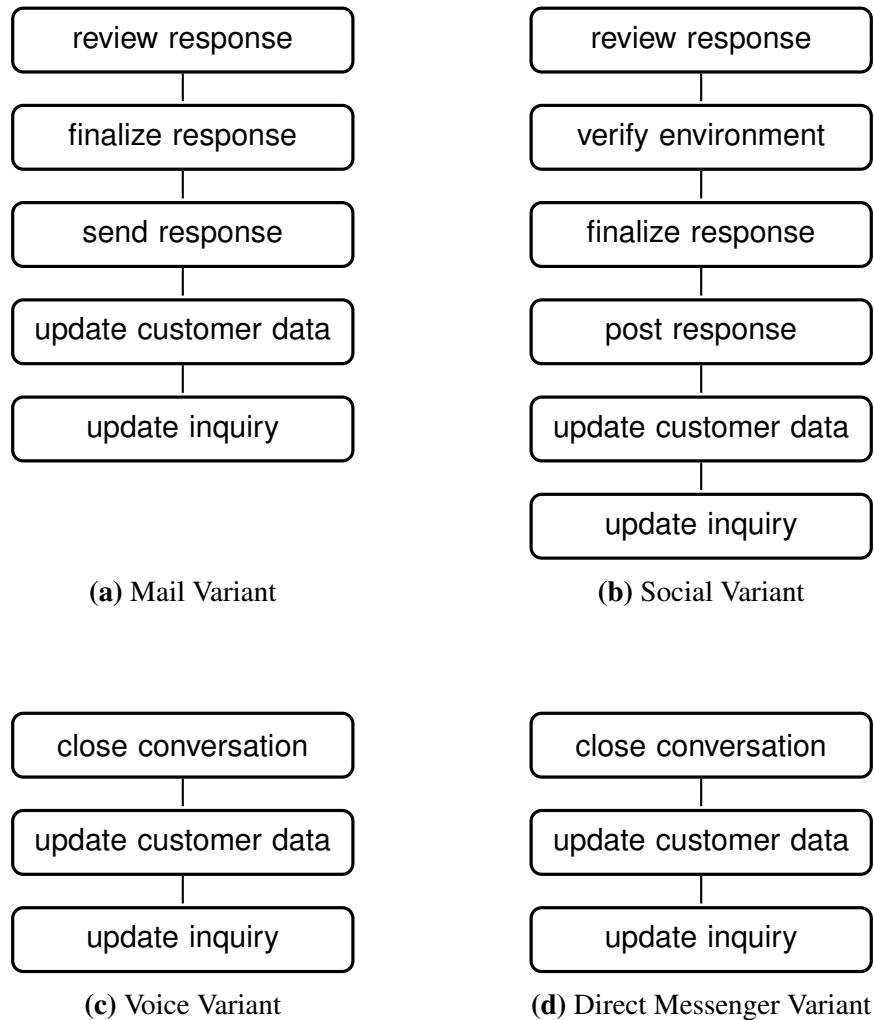 review response
finalize response
send response
update customer data
update inquiry
(a) Mail Variant
review response
verify environment
finalize response
post response
update customer data
update inquiry
(b) Social Variant
close conversation
update customer data
update inquiry
(c) Voice Variant
close conversation
update customer data
update inquiry
(d) Direct Messenger Variant